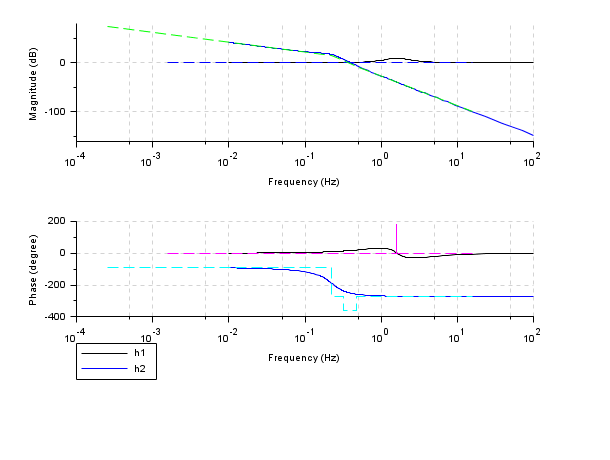 Magnitude (dB)
0
-100
10^-4 10^-3 10^-2 10^-1 10^0 10^1 10^2
Frequency (Hz)
Phase (degree)
200
0
-200
-400
10^-4 10^-3 10^-2 10^-1 10^0 10^1 10^2
Frequency (Hz)
h1
h2